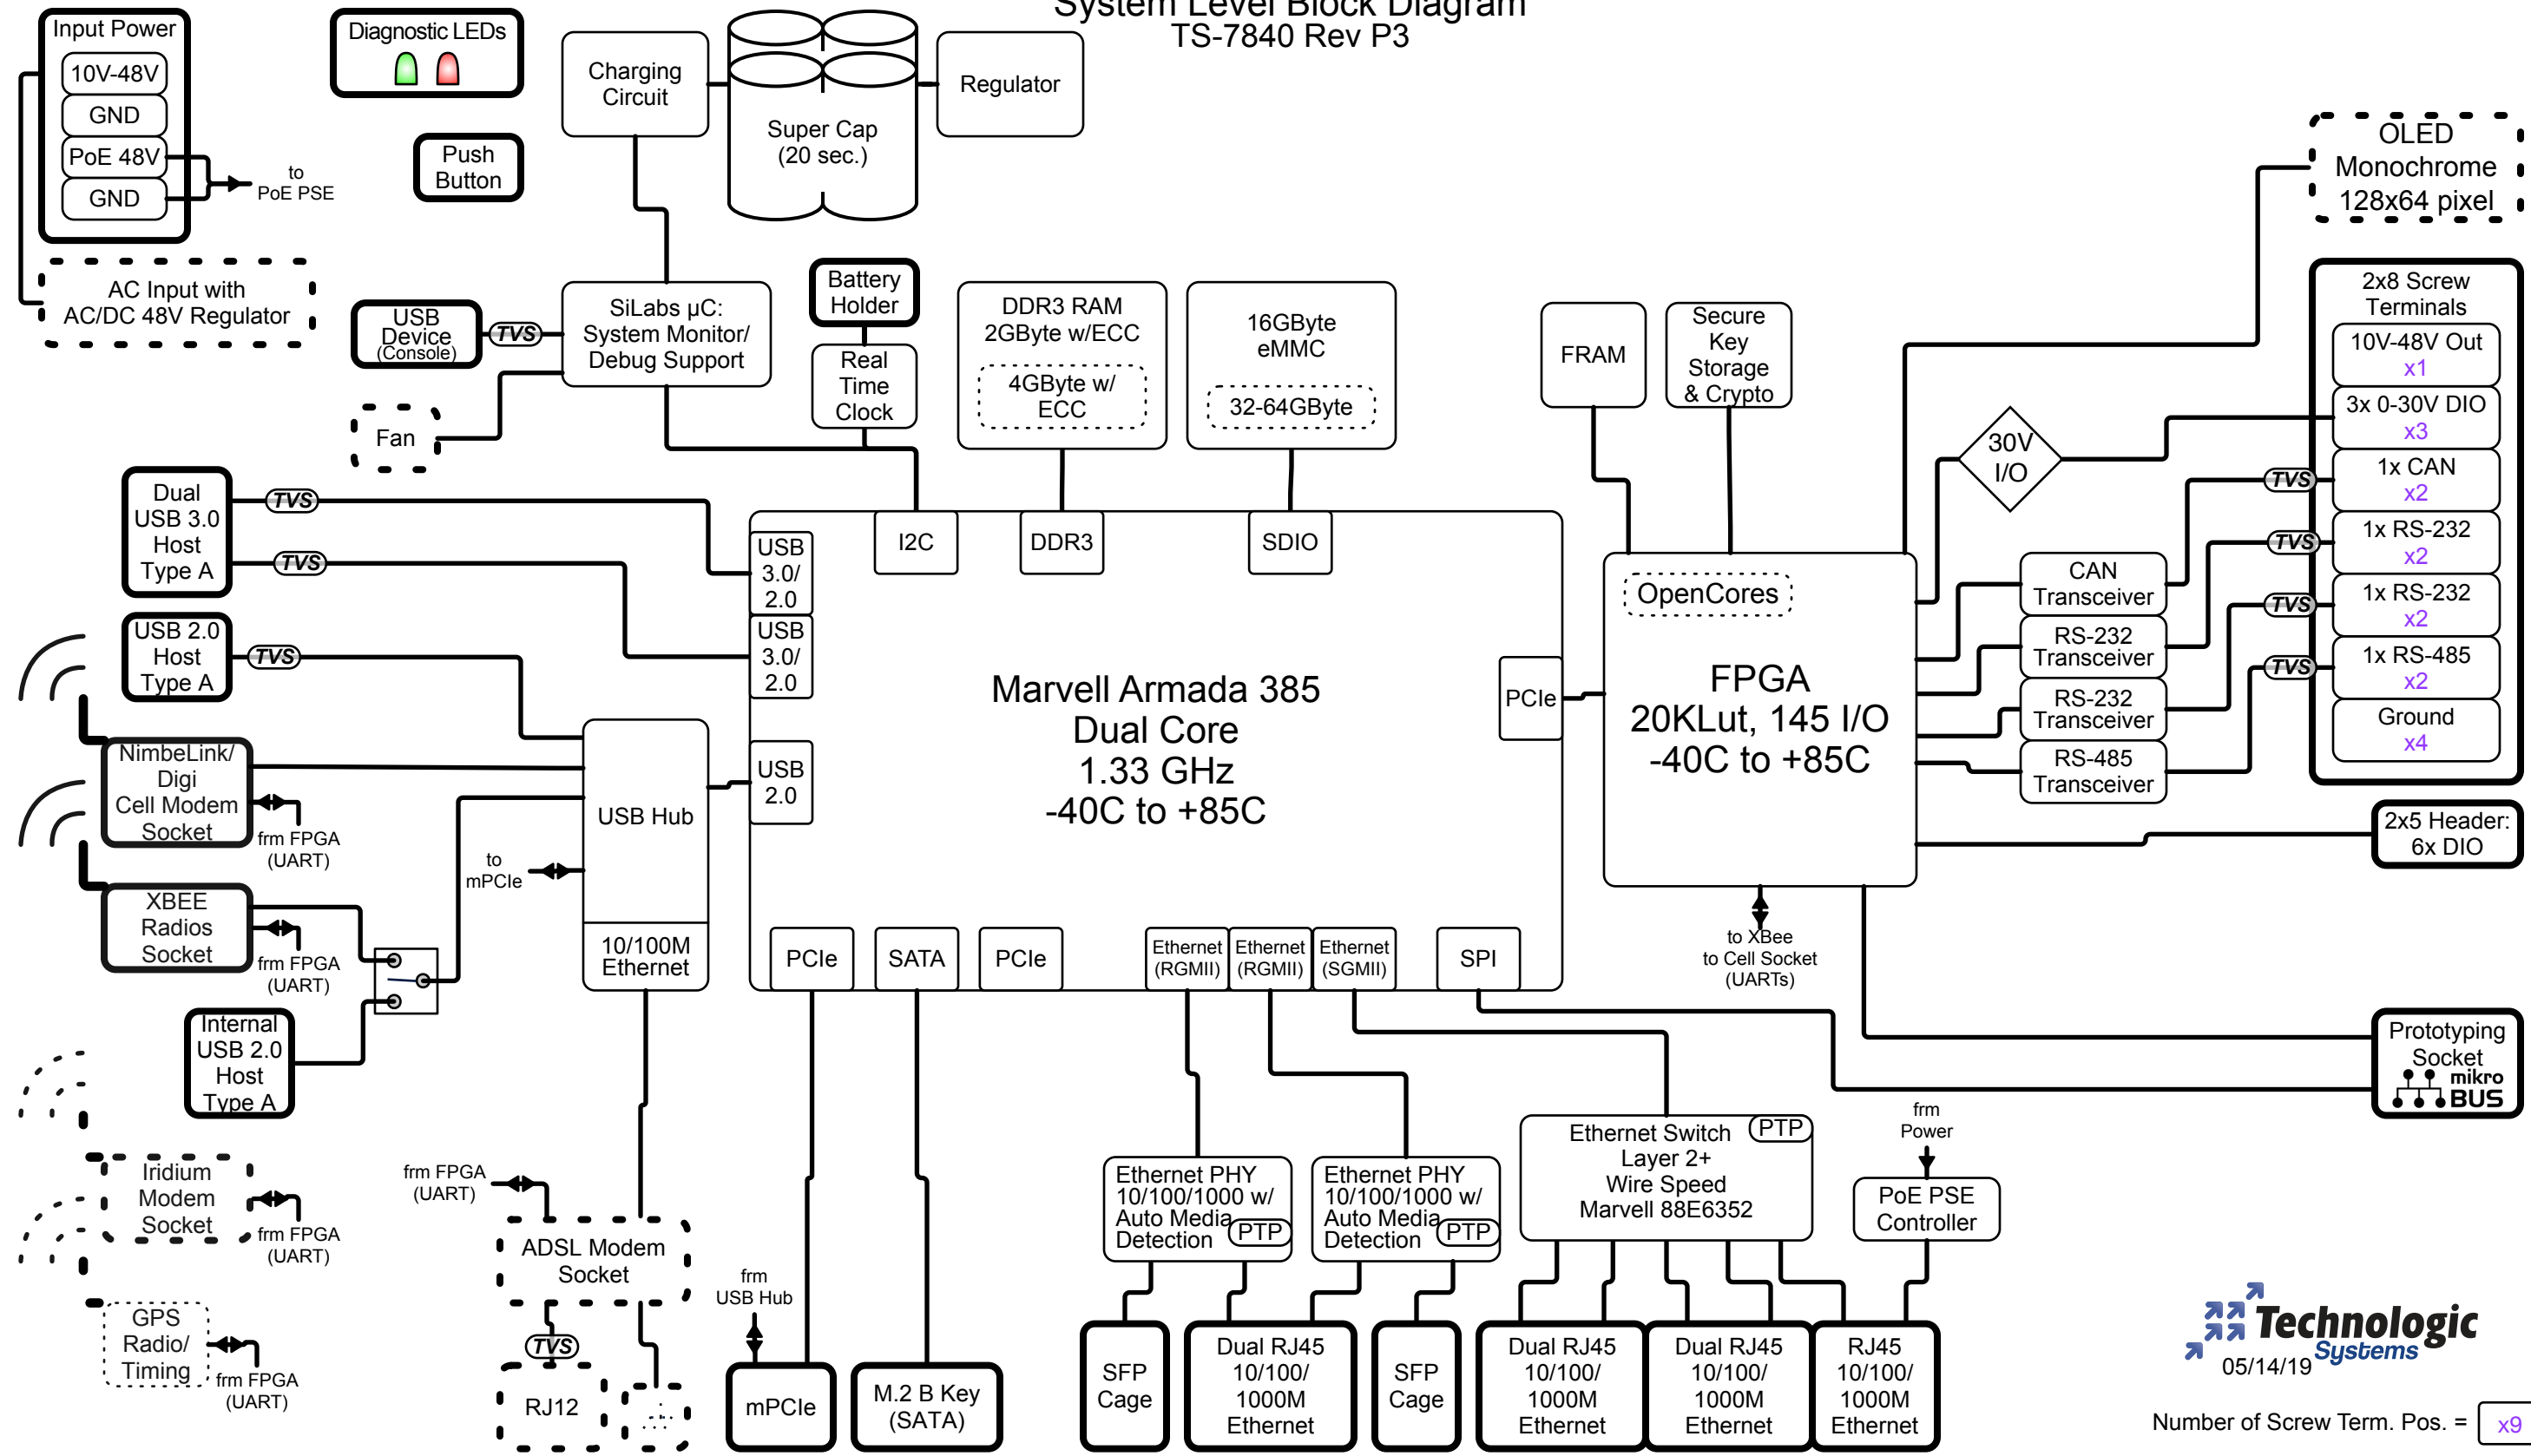 System Level Block Diagram
TS-7840 Rev P3
Input Power
10V-48V
GND
PoE 48V
GND
to
PoE PSE
AC Input with
AC/DC 48V Regulator
Diagnostic LEDs
Push
Button
Charging
Circuit
Super Cap
(20 sec.)
Regulator
OLED
Monochrome
128x64 pixel
USB
Device
(Console)
TVS
SiLabs µC:
System Monitor/
Debug Support
Fan
Battery
Holder
Real
Time
Clock
DDR3 RAM
2GByte w/ECC
4GByte w/
ECC
16GByte
eMMC
32-64GByte
FRAM
Secure
Key
Storage
& Crypto
30V
I/O
2x8 Screw
Terminals
10V-48V Out
x1
3x 0-30V DIO
x3
1x CAN
x2
1x RS-232
x2
1x RS-232
x2
1x RS-485
x2
Ground
x4
TVS
TVS
TVS
TVS
Dual
USB 3.0
Host
Type A
TVS
TVS
USB 2.0
Host
Type A
TVS
USB
3.0/
2.0
USB
3.0/
2.0
USB
2.0
I2C
DDR3
SDIO
PCIe
Marvell Armada 385
Dual Core
1.33 GHz
-40C to +85C
PCIe
SATA
PCIe
Ethernet
(RGMII)
Ethernet
(RGMII)
Ethernet
(SGMII)
SPI
OpenCores
FPGA
20KLut, 145 I/O
-40C to +85C
CAN
Transceiver
RS-232
Transceiver
RS-232
Transceiver
RS-485
Transceiver
2x5 Header:
6x DIO
to XBee
to Cell Socket
(UARTs)
NimbeLink/
Digi
Cell Modem
Socket
frm FPGA
(UART)
XBEE
Radios
Socket
frm FPGA
(UART)
Internal
USB 2.0
Host
Type A
USB Hub
to
mPCIe
10/100M
Ethernet
Iridium
Modem
Socket
frm FPGA
(UART)
GPS
Radio/
Timing
frm FPGA
(UART)
frm FPGA
(UART)
ADSL Modem
Socket
TVS
RJ12
frm
USB Hub
mPCIe
M.2 B Key
(SATA)
Ethernet PHY
10/100/1000 w/
Auto Media
Detection
PTP
Ethernet PHY
10/100/1000 w/
Auto Media
Detection
PTP
Ethernet Switch
Layer 2+
Wire Speed
Marvell 88E6352
PTP
frm
Power
PoE PSE
Controller
SFP
Cage
Dual RJ45
10/100/
1000M
Ethernet
SFP
Cage
Dual RJ45
10/100/
1000M
Ethernet
Dual RJ45
10/100/
1000M
Ethernet
RJ45
10/100/
1000M
Ethernet
Prototyping
Socket
mikro
BUS
Technologic
Systems
05/14/19
Number of Screw Term. Pos. = x9